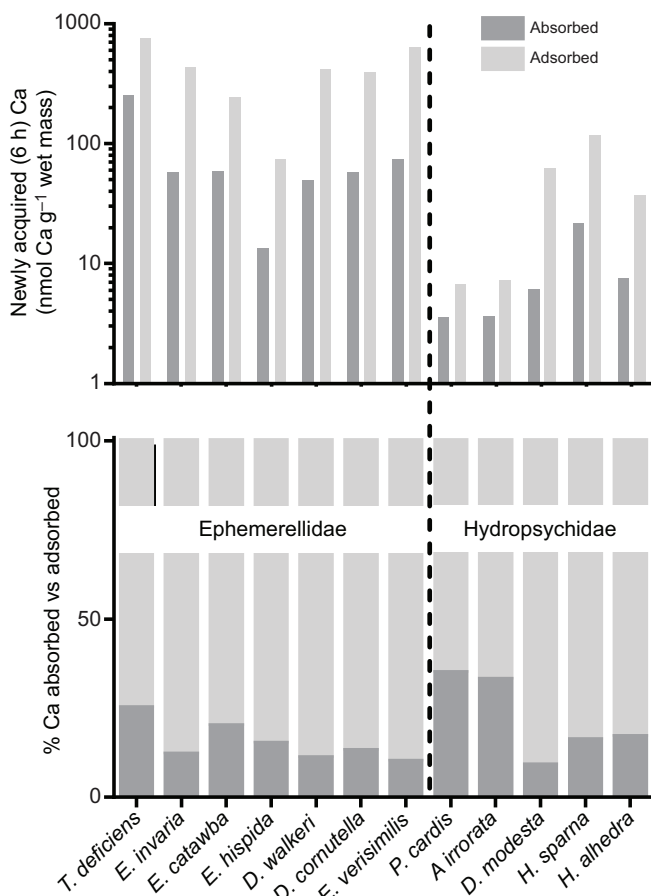 1000
100
10
1
Newly acquired (6 h) Ca
(nmol Ca g⁻¹ wet mass)
Absorbed
Adsorbed
100
50
0
% Ca absorbed vs adsorbed
Ephemerellidae
Hydropsychidae
T. deficiens
E. invaria
E. catawba
E. hispida
D. walkeri
D. cornutella
E. verisimilis
P. cardis
A irrorata
D. modesta
H. sparna
H. alhedra